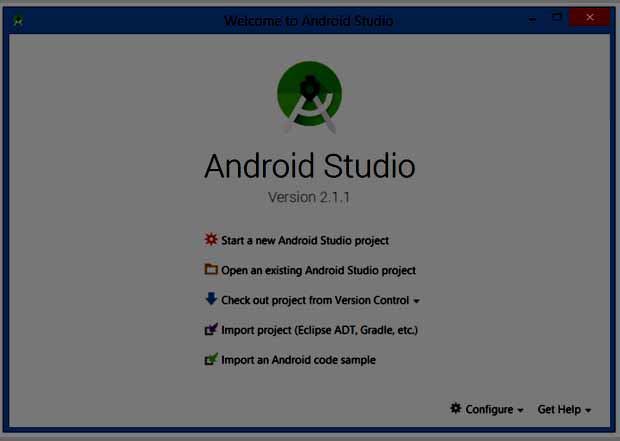 Welcome to Android Studio
Android Studio
Version 2.1.1
Start a new Android Studio project
Open an existing Android Studio project
Check out project from Version Control
Import project (Eclipse ADT, Gradle, etc.)
Import an Android code sample
Configure
Get Help